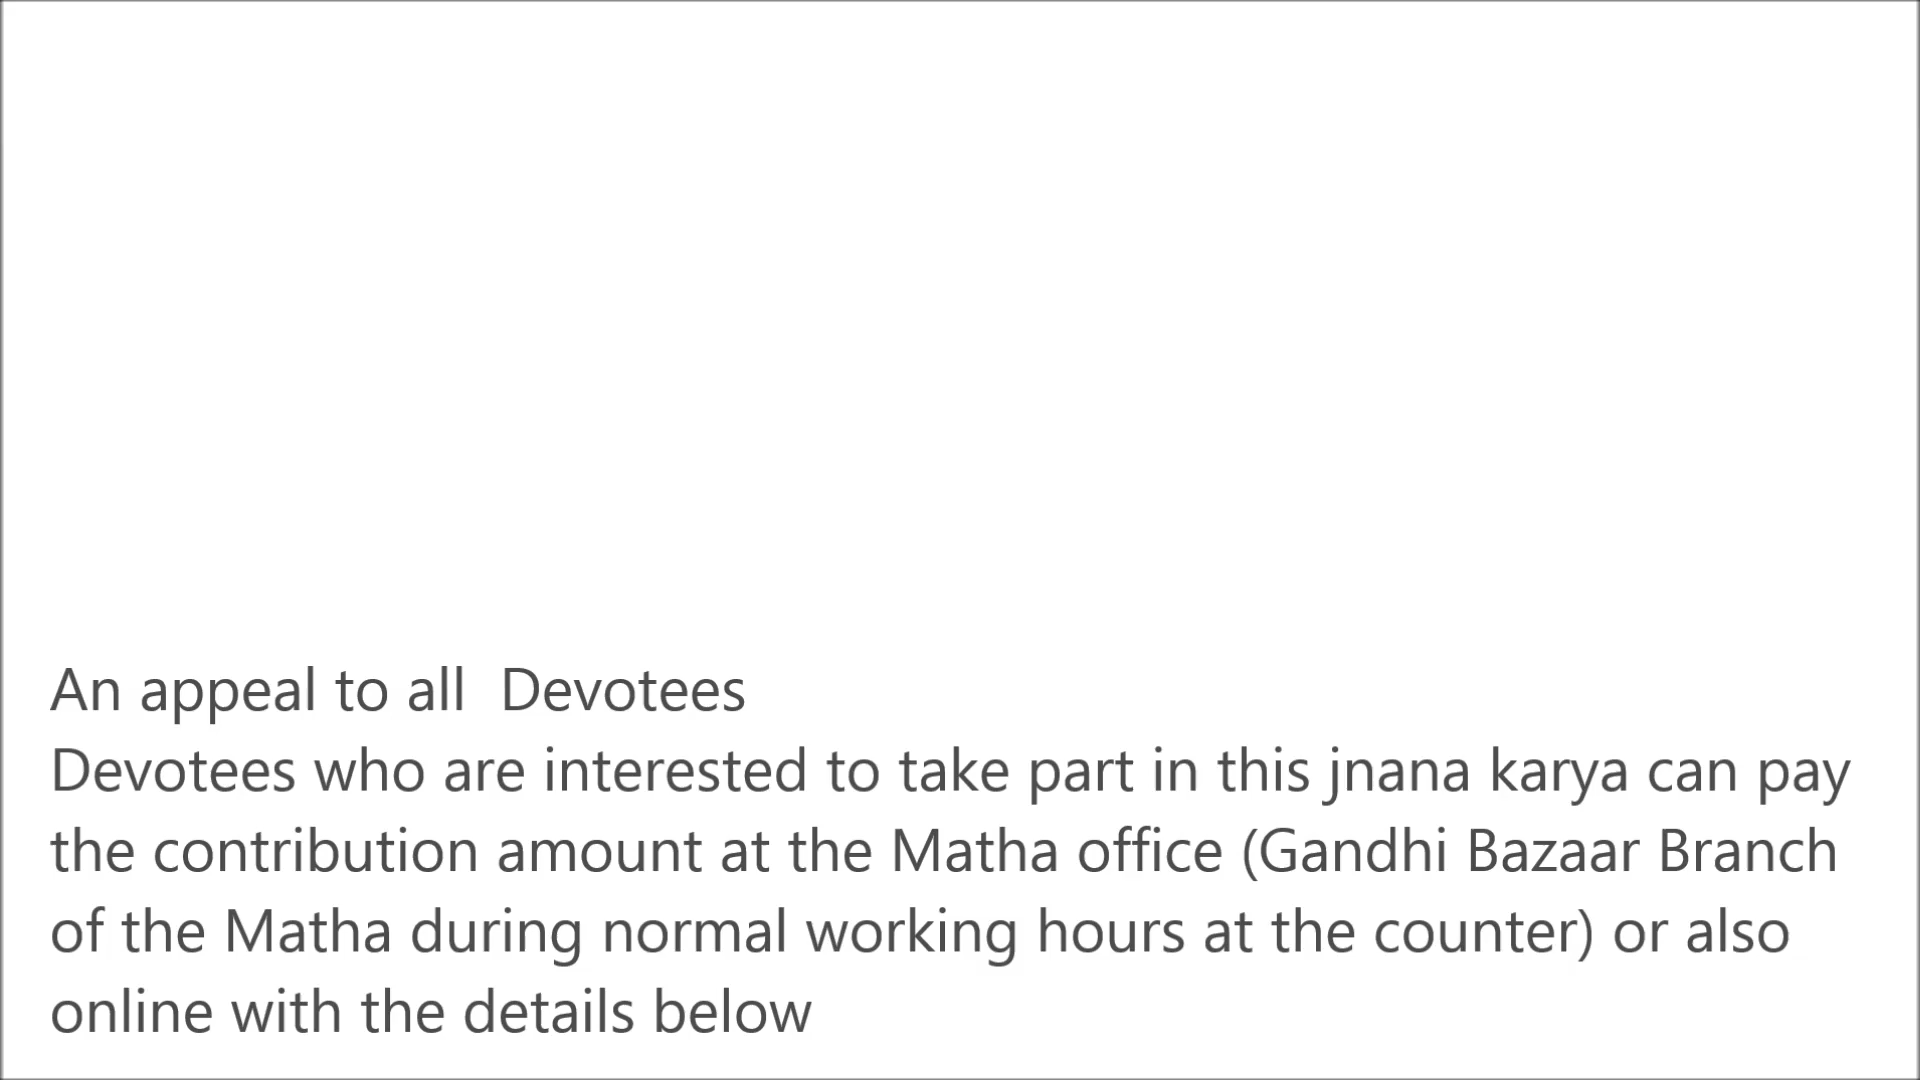 An appeal to all  Devotees
Devotees who are interested to take part in this jnana karya can pay
the contribution amount at the Matha office (Gandhi Bazaar Branch
of the Matha during normal working hours at the counter) or also
online with the details below